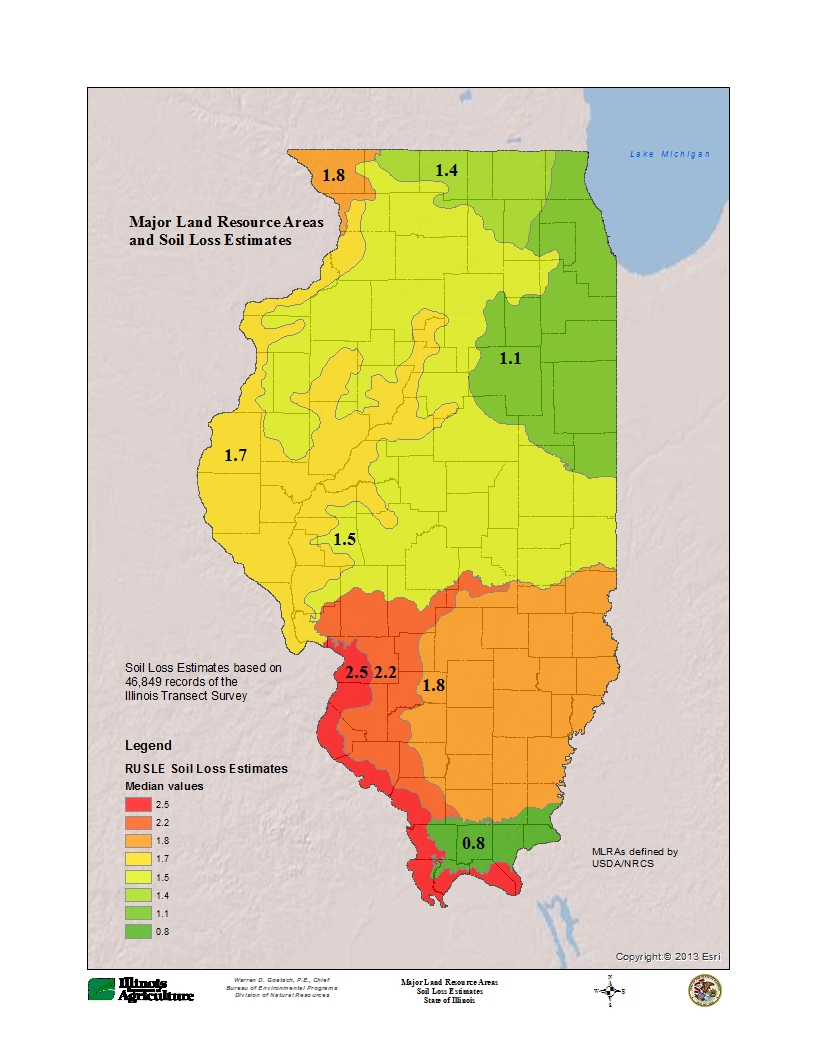 Lake Michigan
1.8
1.4
Major Land Resource Areas
and Soil Loss Estimates
1.1
1.7
1.5
2.5 2.2
1.8
Soil Loss Estimates based on
46,849 records of the
Illinois Transect Survey
Legend
RUSLE Soil Loss Estimates
Median values
2.5
2.2
1.8
1.7
1.5
1.4
1.1
0.8
0.8
MLRAs defined by
USDA/NRCS
Copyright:© 2013 Esri
Illinois
Agriculture
Warren D. Goetsch, P.E., Chief
Bureau of Environmental Programs
Division of Natural Resources
Major Land Resource Areas
Soil Loss Estimates
State of Illinois
N
W
S